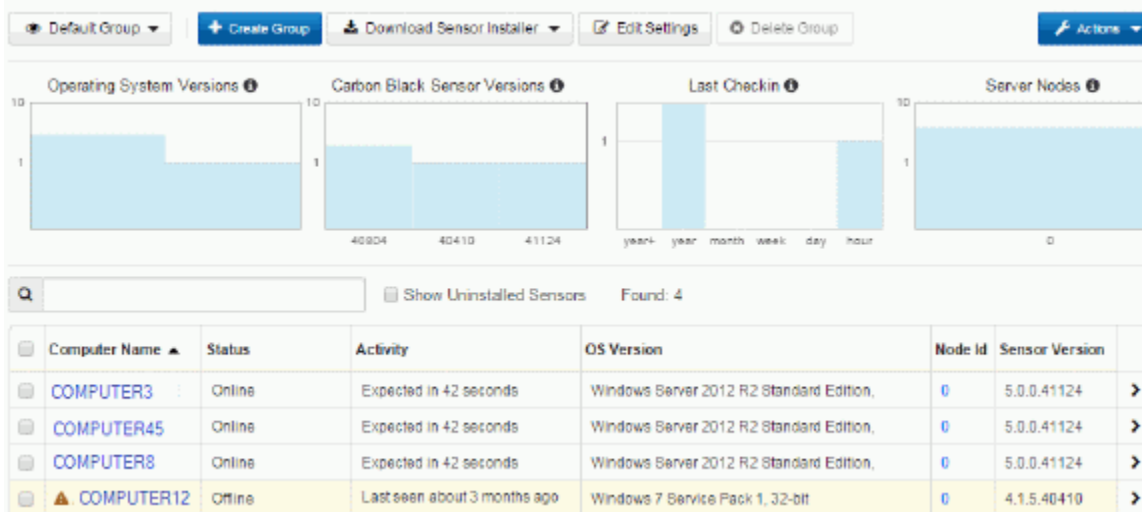 Default Group Create Group Download Sensor Installer Edit Settings Delete Group Actions
Operating System Versions Carbon Black Sensor Versions Last Checkin Server Nodes
10 10 10
1 1 1 1
40804 40410 41124 year+ year month week day hour 0
Show Uninstalled Sensors Found: 4
Computer Name Status Activity OS Version Node Id Sensor Version
COMPUTER3 Online Expected in 42 seconds Windows Server 2012 R2 Standard Edition, 0 5.0.0.41124
COMPUTER45 Online Expected in 42 seconds Windows Server 2012 R2 Standard Edition, 0 5.0.0.41124
COMPUTER8 Online Expected in 42 seconds Windows Server 2012 R2 Standard Edition, 0 5.0.0.41124
COMPUTER12 Offline Last seen about 3 months ago Windows 7 Service Pack 1, 32-bit 0 4.1.5.40410